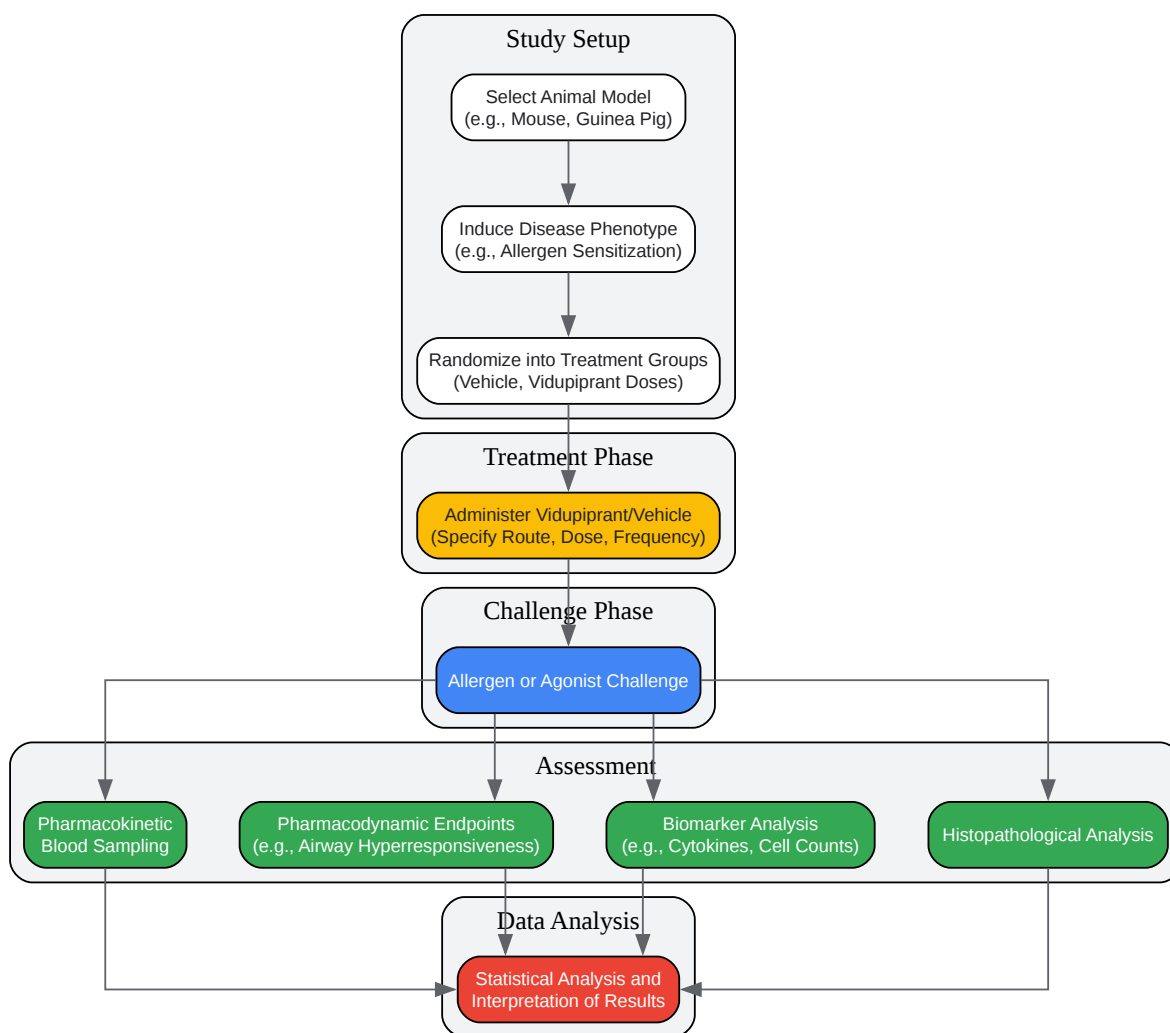 Study Setup
Select Animal Model
(e.g., Mouse, Guinea Pig)
Induce Disease Phenotype
(e.g., Allergen Sensitization)
Randomize into Treatment Groups
(Vehicle, Vidupiprant Doses)
Treatment Phase
Administer Vidupiprant/Vehicle
(Specify Route, Dose, Frequency)
Challenge Phase
Allergen or Agonist Challenge
Assessment
Pharmacokinetic
Blood Sampling
Pharmacodynamic Endpoints
(e.g., Airway Hyperresponsiveness)
Biomarker Analysis
(e.g., Cytokines, Cell Counts)
Histopathological Analysis
Data Analysis
Statistical Analysis and
Interpretation of Results